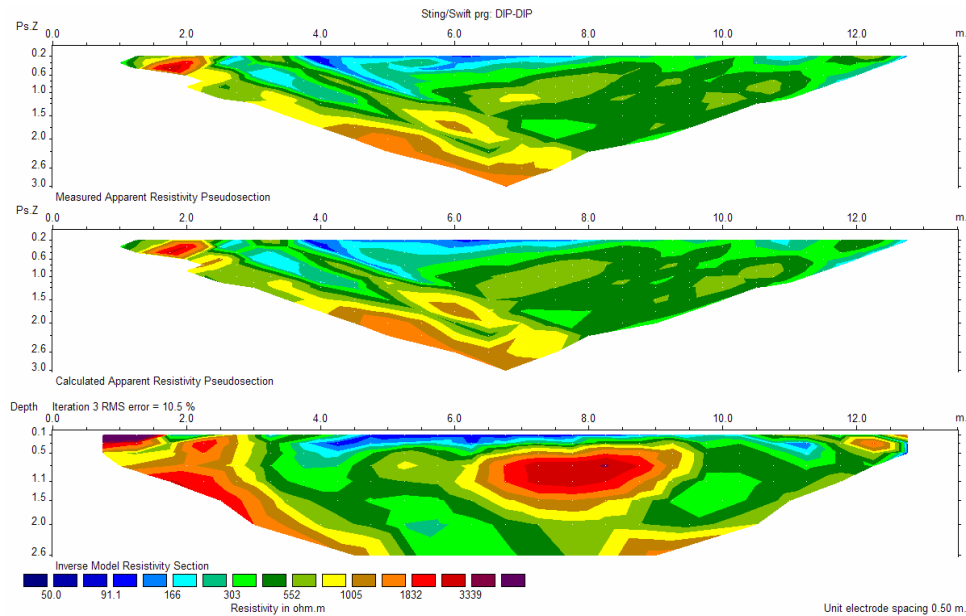 Sting/Swift prg: DIP-DIP
Ps.Z 0.0 2.0 4.0 6.0 8.0 10.0 12.0 m.
0.2
0.6
1.0
1.5
2.0
2.6
3.0
Measured Apparent Resistivity Pseudosection
Ps.Z 0.0 2.0 4.0 6.0 8.0 10.0 12.0 m.
0.2
0.6
1.0
1.5
2.0
2.6
3.0
Calculated Apparent Resistivity Pseudosection
Depth Iteration 3 RMS error = 10.5 %
0.0 2.0 4.0 6.0 8.0 10.0 12.0 m.
0.1
0.5
1.1
1.5
2.0
2.6
Inverse Model Resistivity Section
50.0 91.1 166 303 552 1005 1832 3339
Resistivity in ohm.m
Unit electrode spacing 0.50 m.